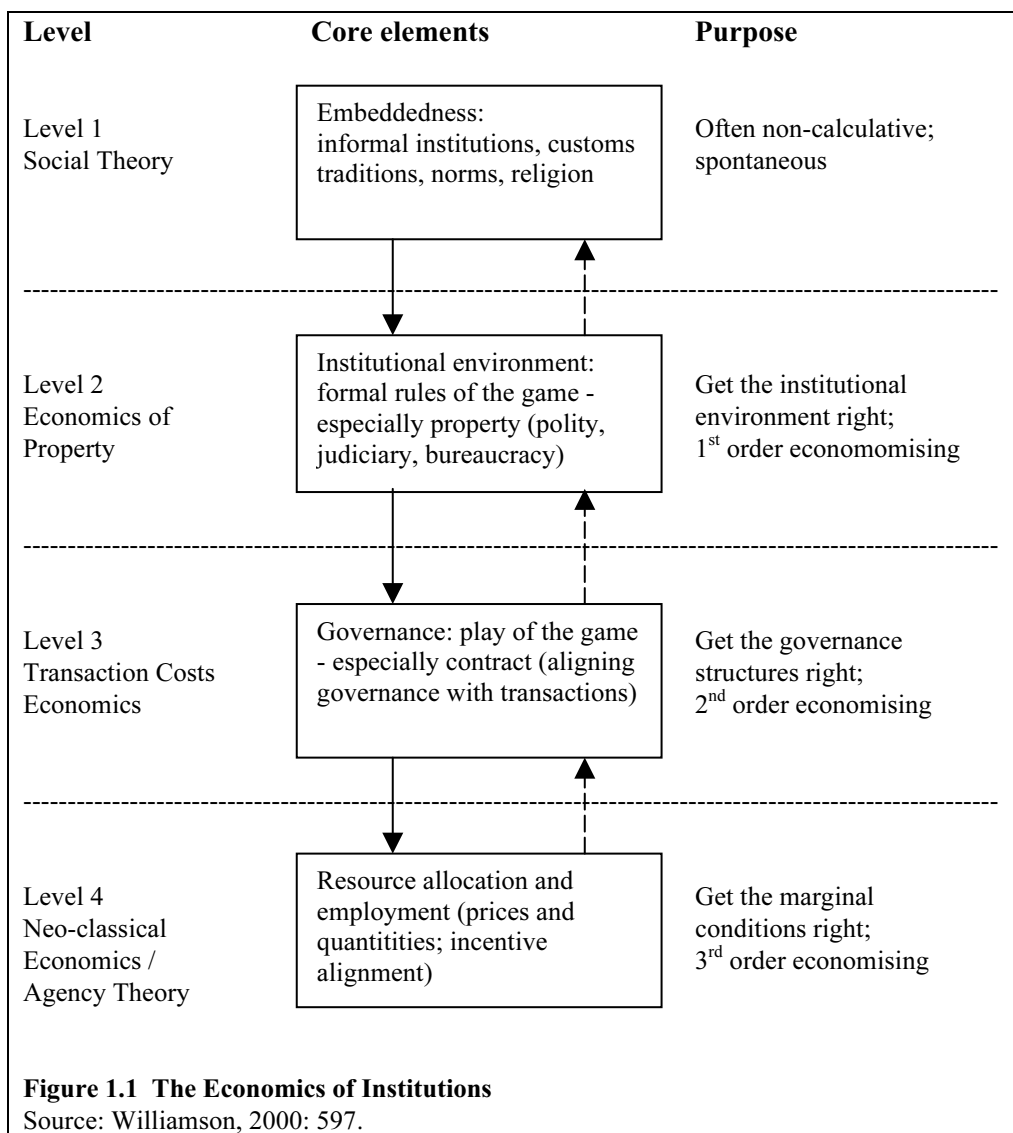 Level Core elements Purpose
Level 1
Social Theory
Embeddedness:
informal institutions, customs
traditions, norms, religion
Often non-calculative;
spontaneous
Level 2
Economics of
Property
Institutional environment:
formal rules of the game -
especially property (polity,
judiciary, bureaucracy)
Get the institutional
environment right;
1st order economomising
Level 3
Transaction Costs
Economics
Governance: play of the game
- especially contract (aligning
governance with transactions)
Get the governance
structures right;
2nd order economising
Level 4
Neo-classical
Economics /
Agency Theory
Resource allocation and
employment (prices and
quantitities; incentive
alignment)
Get the marginal
conditions right;
3rd order economising
Figure 1.1 The Economics of Institutions
Source: Williamson, 2000: 597.